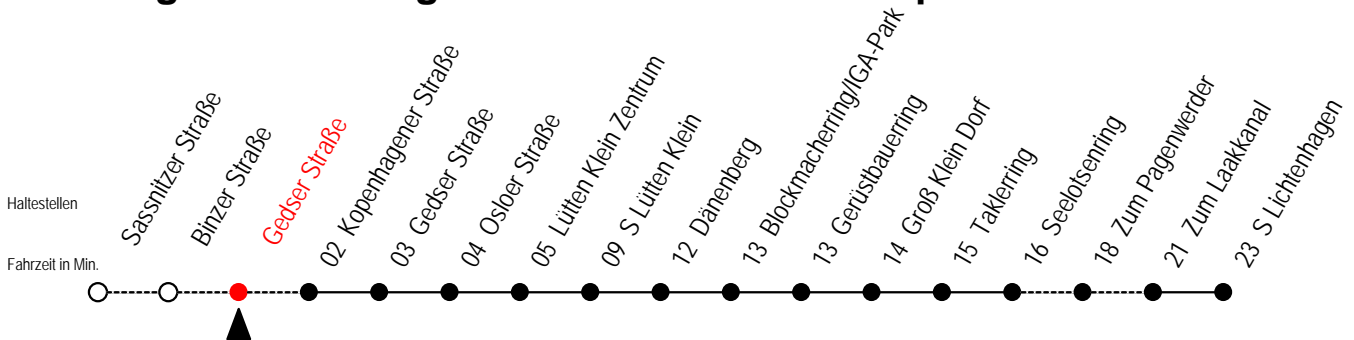 Haltestellen
Sassnitzer Straße
Binzer Straße
Gedser Straße
02 Kopenhagener Straße
03 Gedser Straße
04 Osloer Straße
05 Lütten Klein Zentrum
09 S Lütten Klein
12 Dänenberg
13 Blockmacherring/IGA-Park
13 Gerüstbauerring
14 Groß Klein Dorf
15 Taklerring
16 Seelotsenring
18 Zum Pagenwerder
21 Zum Laakkanal
23 S Lichtenhagen
Fahrzeit in Min.